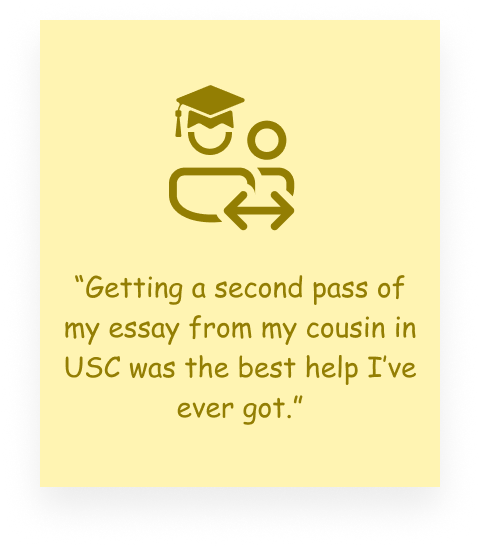 “Getting a second pass of
my essay from my cousin in
USC was the best help I’ve
ever got.”